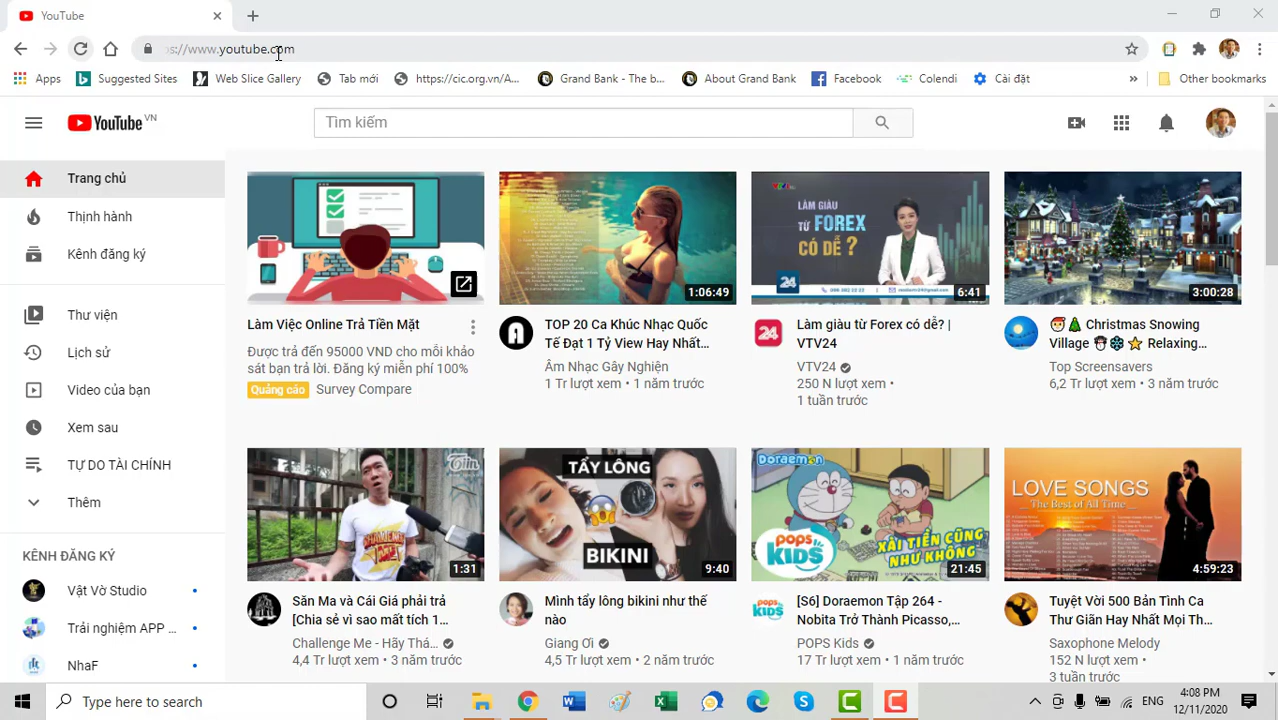 YouTube
s://www.youtube.com
Apps
Suggested Sites
Web Slice Gallery
Tab mới
https://cic.org.vn/A...
Grand Bank - The b...
About Grand Bank
Facebook
Colendi
Cài đặt
»
Other bookmarks
YouTube VN
Tìm kiếm
Trang chủ
Thịnh hành
Kênh đăng ký
Thư viện
Lịch sử
Video của bạn
Xem sau
TỰ DO TÀI CHÍNH
Thêm
KÊNH ĐĂNG KÝ
Vật Vờ Studio
Trải nghiệm APP ...
NhaF
Làm Việc Online Trả Tiền Mặt
Được trả đến 95000 VND cho mỗi khảo
sát bạn trả lời. Đăng ký miễn phí 100%
Quảng cáo Survey Compare
1:06:49
TOP 20 Ca Khúc Nhạc Quốc
Tế Đạt 1 Tỷ View Hay Nhất...
Âm Nhạc Gây Nghiện
1 Tr lượt xem • 1 năm trước
LÀM GIÀU
TỪ FOREX
CÓ DỄ ?
24
6:41
24
Làm giàu từ Forex có dễ? |
VTV24
VTV24
250 N lượt xem •
1 tuần trước
3:00:28
Christmas Snowing
Village Relaxing...
Top Screensavers
6,2 Tr lượt xem • 3 năm trước
1:31
Săn Ma và Cái Giá phải trả
[Chia sẻ vì sao mất tích 1...
Challenge Me - Hãy Thá...
4,4 Tr lượt xem • 3 năm trước
TẨY LÔNG
BIKINI
9:40
Mình tẩy lông bikini như thế
nào
Giang Ơi
4,5 Tr lượt xem • 2 năm trước
Doraemon
POPS
KIDS
XÀI TIỀN CŨNG
NHƯ KHÔNG
21:45
POPS
KIDS
[S6] Doraemon Tập 264 -
Nobita Trở Thành Picasso,...
POPS Kids
17 Tr lượt xem • 1 năm trước
LOVE SONGS
The Best of All Time
4:59:23
Tuyệt Vời 500 Bản Tình Ca
Thư Giãn Hay Nhất Mọi Th...
Saxophone Melody
152 N lượt xem •
3 tuần trước
Type here to search
ENG
4:08 PM
12/11/2020